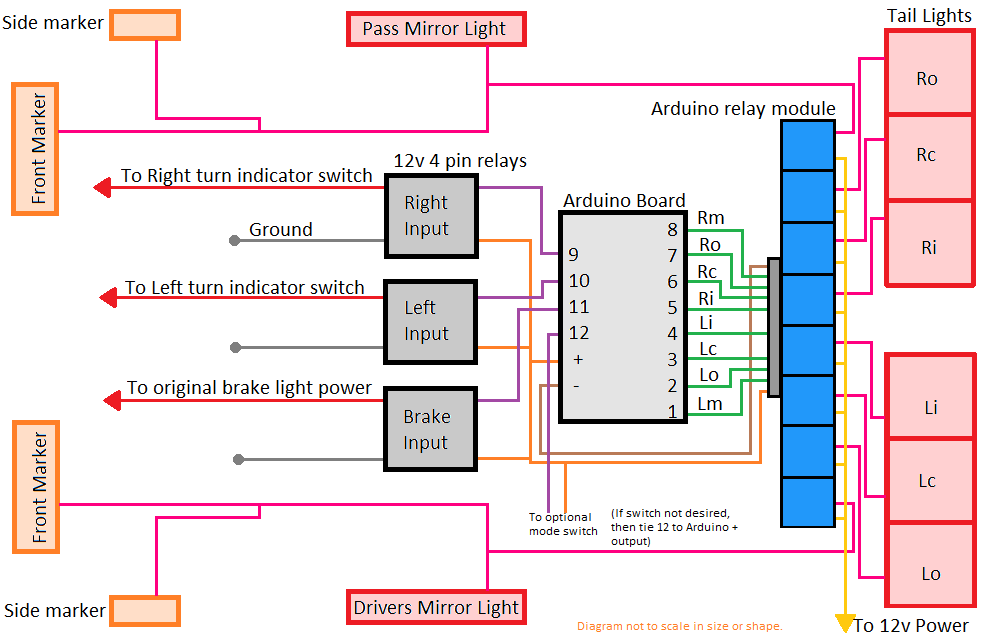 Side marker
Pass Mirror Light
Tail Lights
Ro
Front Marker
Arduino relay module
Rc
12v 4 pin relays
To Right turn indicator switch
Right
Input
Arduino Board
Rm
8
Ground
Ro
7
Ri
9
Rc
6
10
To Left turn indicator switch
Ri
5
Left
Input
11
Li
4
12
Lc
3
+
To original brake light power
Lo
2
-
Lm
1
Li
Brake
Input
Front Marker
Lc
To optional
mode switch
(If switch not desired,
then tie 12 to Arduino +
output)
Lo
Side marker
Drivers Mirror Light
Diagram not to scale in size or shape.
To 12v Power